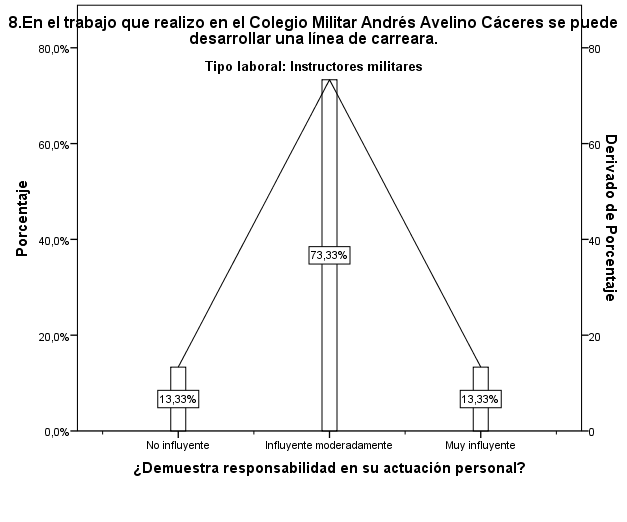 8.En el trabajo que realizo en el Colegio Militar Andrés Avelino Cáceres se puede
desarrollar una línea de carreara.
Tipo laboral: Instructores militares
80,0%
60,0%
40,0%
20,0%
0,0%
Porcentaje
73,33%
13,33%
13,33%
80
60
40
20
0
Derivado de Porcentaje
No influyente
Influyente moderadamente
Muy influyente
¿Demuestra responsabilidad en su actuación personal?